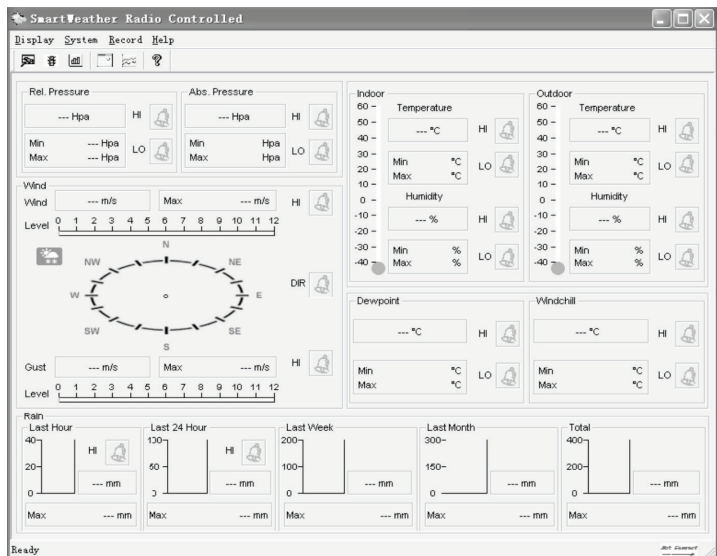 SmartWeather Radio Controlled
Display System Record Help
Rel. Pressure
--- Hpa
HI
Min --- Hpa
Max --- Hpa
LO
Abs. Pressure
--- Hpa
HI
Min Hpa
Max Hpa
LO
Wind
Wind --- m/s
Max --- m/s
HI
Level 0 1 2 3 4 5 6 7 8 9 10 11 12
N
NW NE
W E
DIR
SW SE
S
Gust --- m/s
Max --- m/s
HI
Level 0 1 2 3 4 5 6 7 8 9 10 11 12
Indoor
60
50
40
30
20
10
0
-10
-20
-30
-40
Temperature
--- °C
HI
Min °C
Max °C
LO
Humidity
--- %
HI
Min %
Max %
LO
Outdoor
60
50
40
30
20
10
0
-10
-20
-30
-40
Temperature
--- °C
HI
Min °C
Max °C
LO
Humidity
--- %
HI
Min %
Max %
LO
Dewpoint
--- °C
HI
Min °C
Max °C
LO
Windchill
--- °C
HI
Min °C
Max °C
LO
Rain
Last Hour
40
20
0
HI
--- mm
Max --- mm
Last 24 Hour
100
50
HI
--- mm
Max --- mm
Last Week
200
100
0
--- mm
Max --- mm
Last Month
300
150
0
--- mm
Max --- mm
Total
400
200
0
--- mm
Max --- mm
Ready